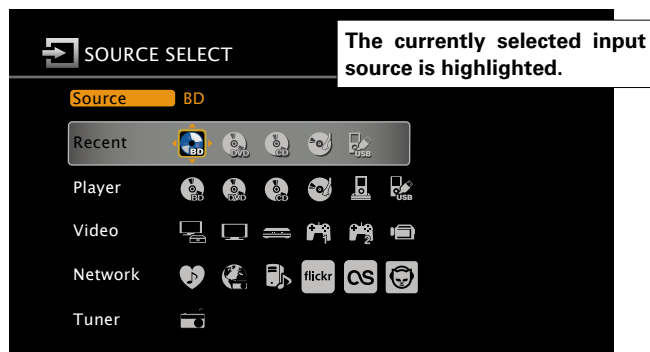 SOURCE SELECT
The currently selected input
source is highlighted.
Source BD
Recent BD DVD CD USB
Player BD DVD CD USB
Video 1 2
Network flickr
Tuner